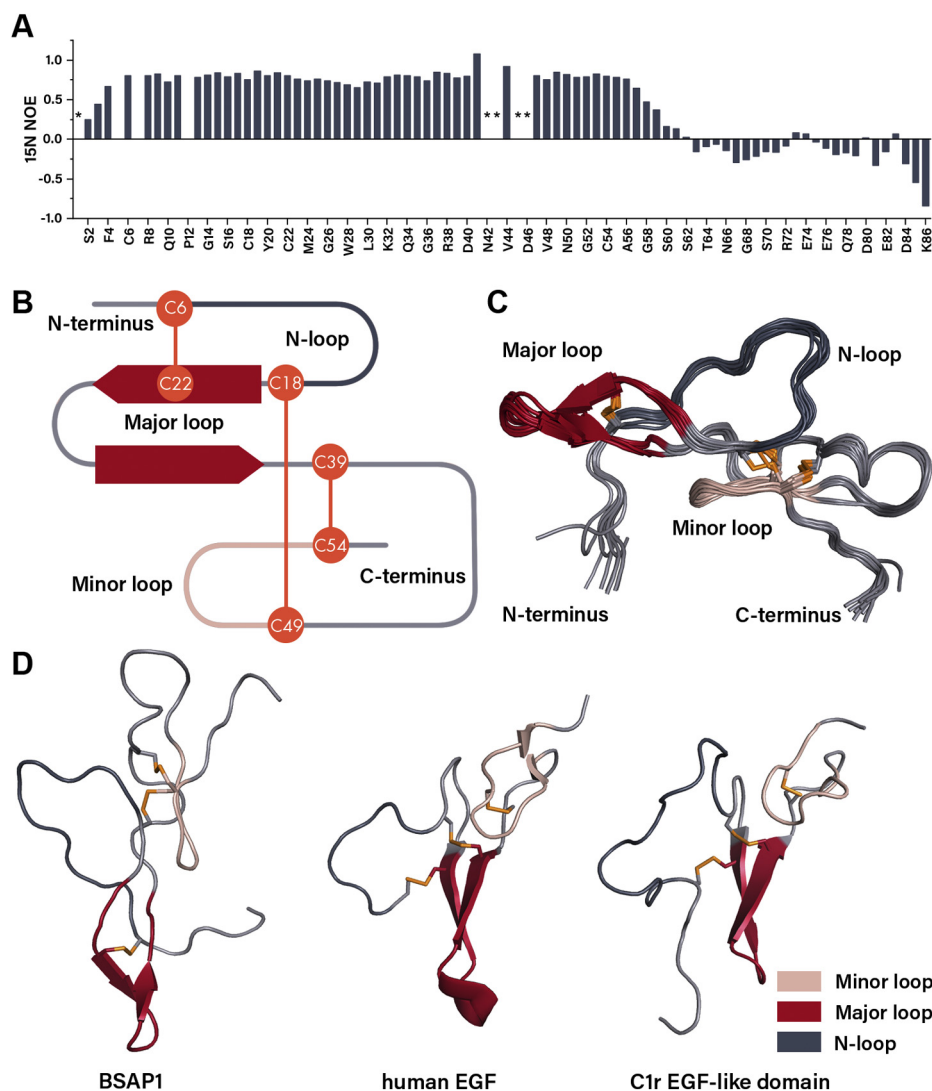 A
15N NOE
1.0
0.5
0.0
-0.5
-1.0
*
* *
* *
S2 F4 C6 R8 Q10 P12 G14 S16 C18 Y20 C22 M24 G26 W28 L30 K32 Q34 G36 R38 D40 N42 V44 D46 V48 N50 G52 C54 A56 G58 S60 S62 T64 N66 G68 S70 R72 E74 E76 Q78 D80 E82 D84 K86
B
C6
N-terminus
N-loop
C22
C18
Major loop
C39
C54
Minor loop
C-terminus
C49
C
Major loop
N-loop
Minor loop
N-terminus
C-terminus
D
Minor loop
Major loop
N-loop
BSAP1
human EGF
C1r EGF-like domain